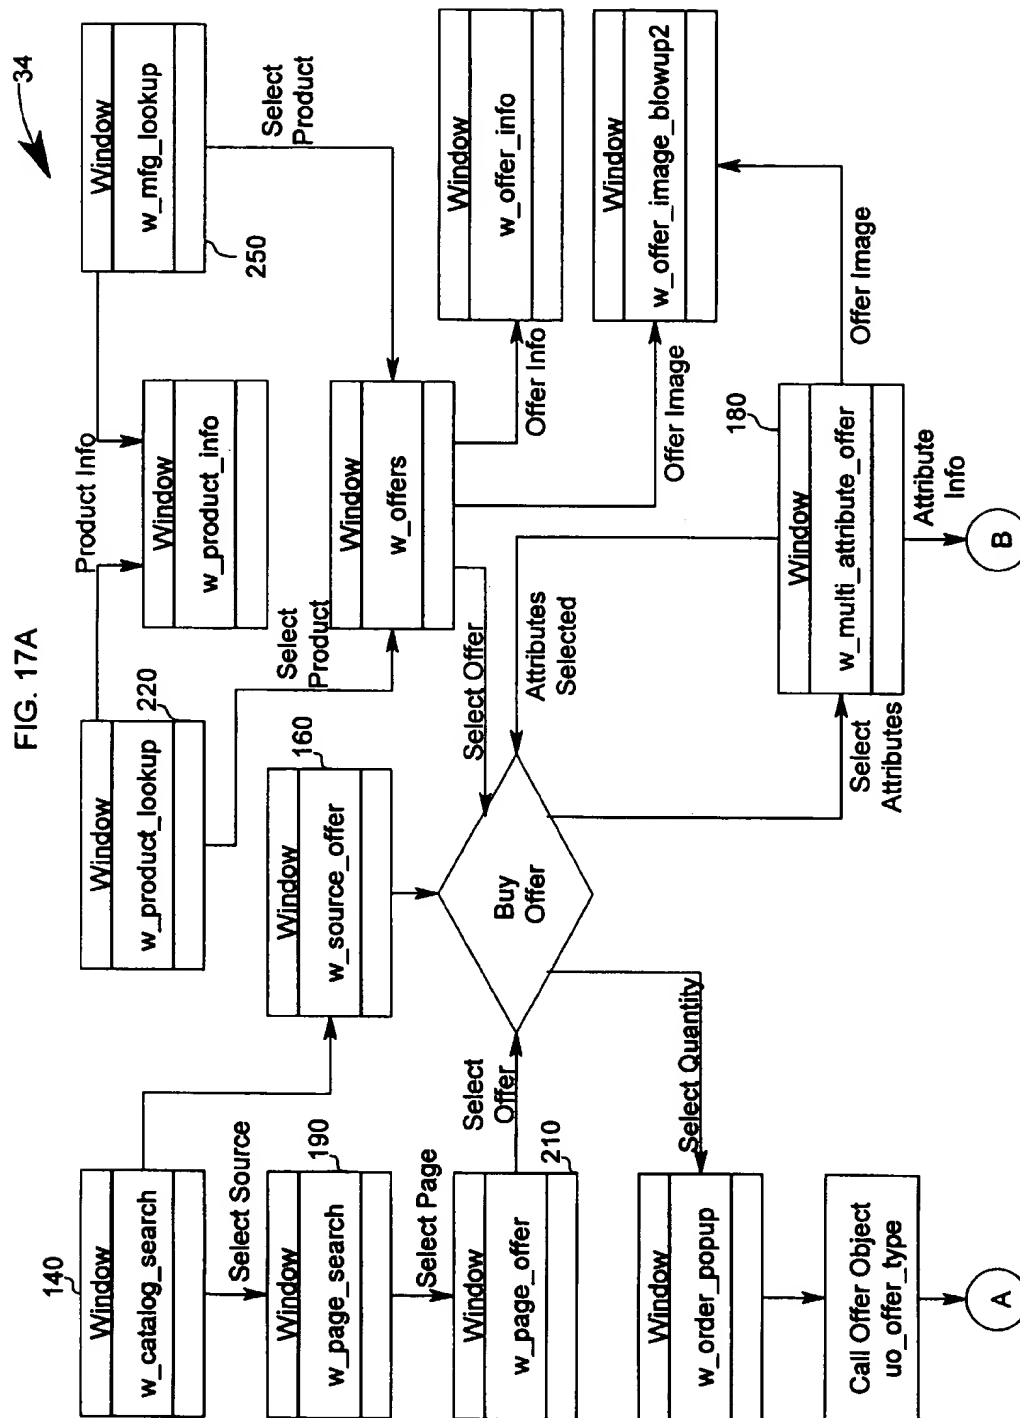 FIG. 17A
34
140
Window
w_catalog_search
Select Source
190
Window
w_page_search
Select Page
Window
w_page_offer
210
Select
Offer
Window
w_product_lookup
220
Product Info
Window
w_product_info
Window
w_mfg_lookup
250
Select
Product
Select
Product
160
Window
w_source_offer
Window
w_offers
Select Offer
Offer Info
Window
w_offer_info
Offer Image
Window
w_offer_image_blowup2
Offer Image
Buy
Offer
Attributes
Selected
Select
Attributes
180
Window
w_multi_attribute_offer
Attribute
Info
B
Select Quantity
Window
w_order_popup
Call Offer Object
uo_offer_type
A